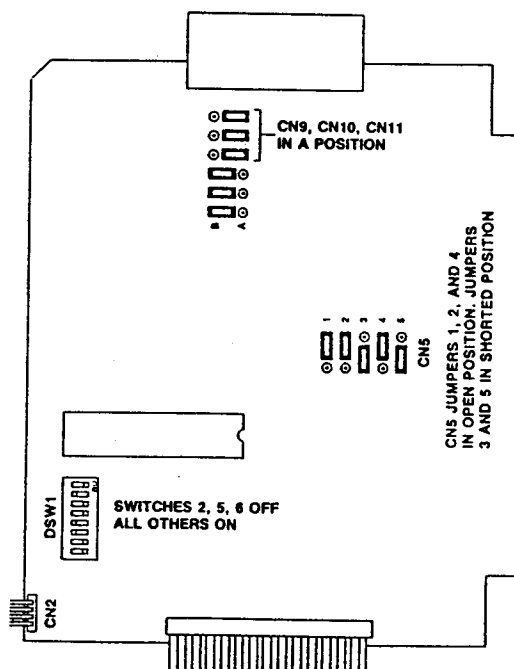 CN9, CN10, CN11
IN A POSITION
B A
1 2 3 4 5
CN5
CN5 JUMPERS 1, 2, AND 4
IN OPEN POSITION. JUMPERS
3 AND 5 IN SHORTED POSITION
DSW1
SWITCHES 2, 5, 6 OFF
ALL OTHERS ON
CN2